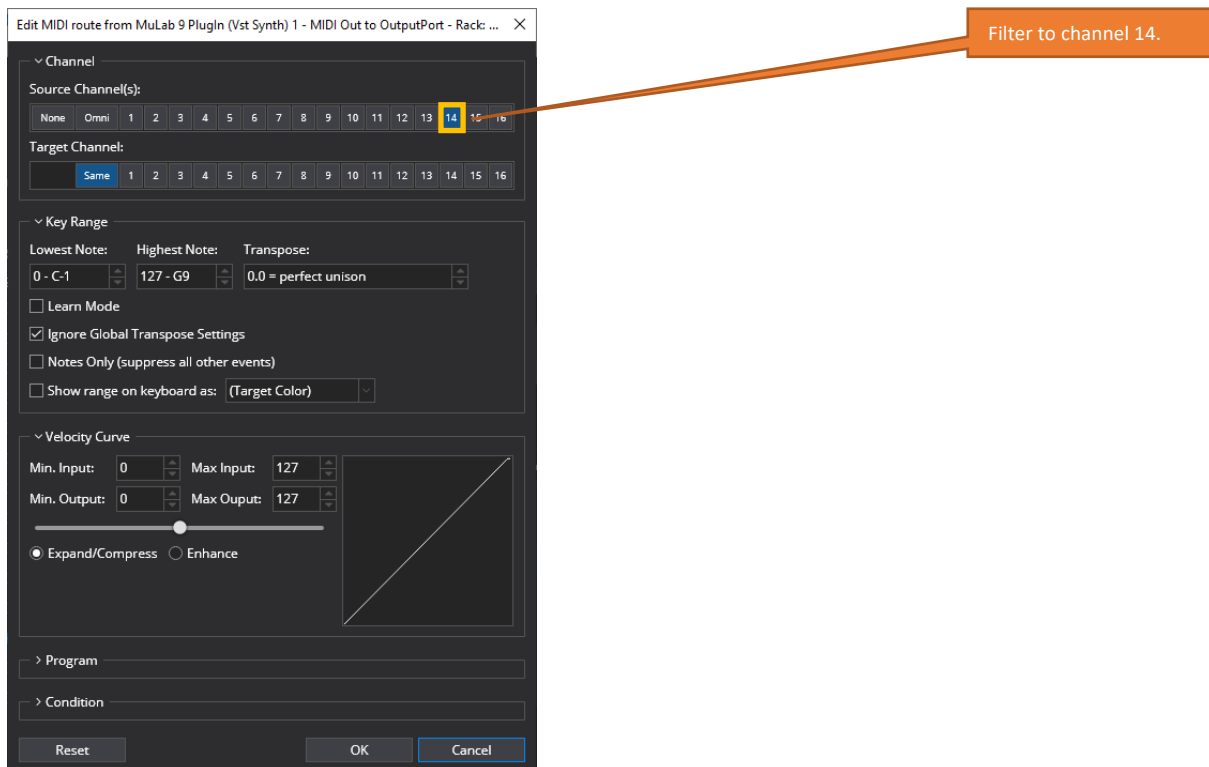 Edit MIDI route from MuLab 9 PlugIn (Vst Synth) 1 - MIDI Out to OutputPort - Rack: ...
Filter to channel 14.
Channel
Source Channel(s):
None Omni 1 2 3 4 5 6 7 8 9 10 11 12 13 14 15 16
Target Channel:
Same 1 2 3 4 5 6 7 8 9 10 11 12 13 14 15 16
Key Range
Lowest Note: Highest Note: Transpose:
0 - C-1 127 - G9 0.0 = perfect unison
Learn Mode
Ignore Global Transpose Settings
Notes Only (suppress all other events)
Show range on keyboard as: (Target Color)
Velocity Curve
Min. Input: 0 Max Input: 127
Min. Output: 0 Max Ouput: 127
Expand/Compress Enhance
Program
Condition
Reset OK Cancel